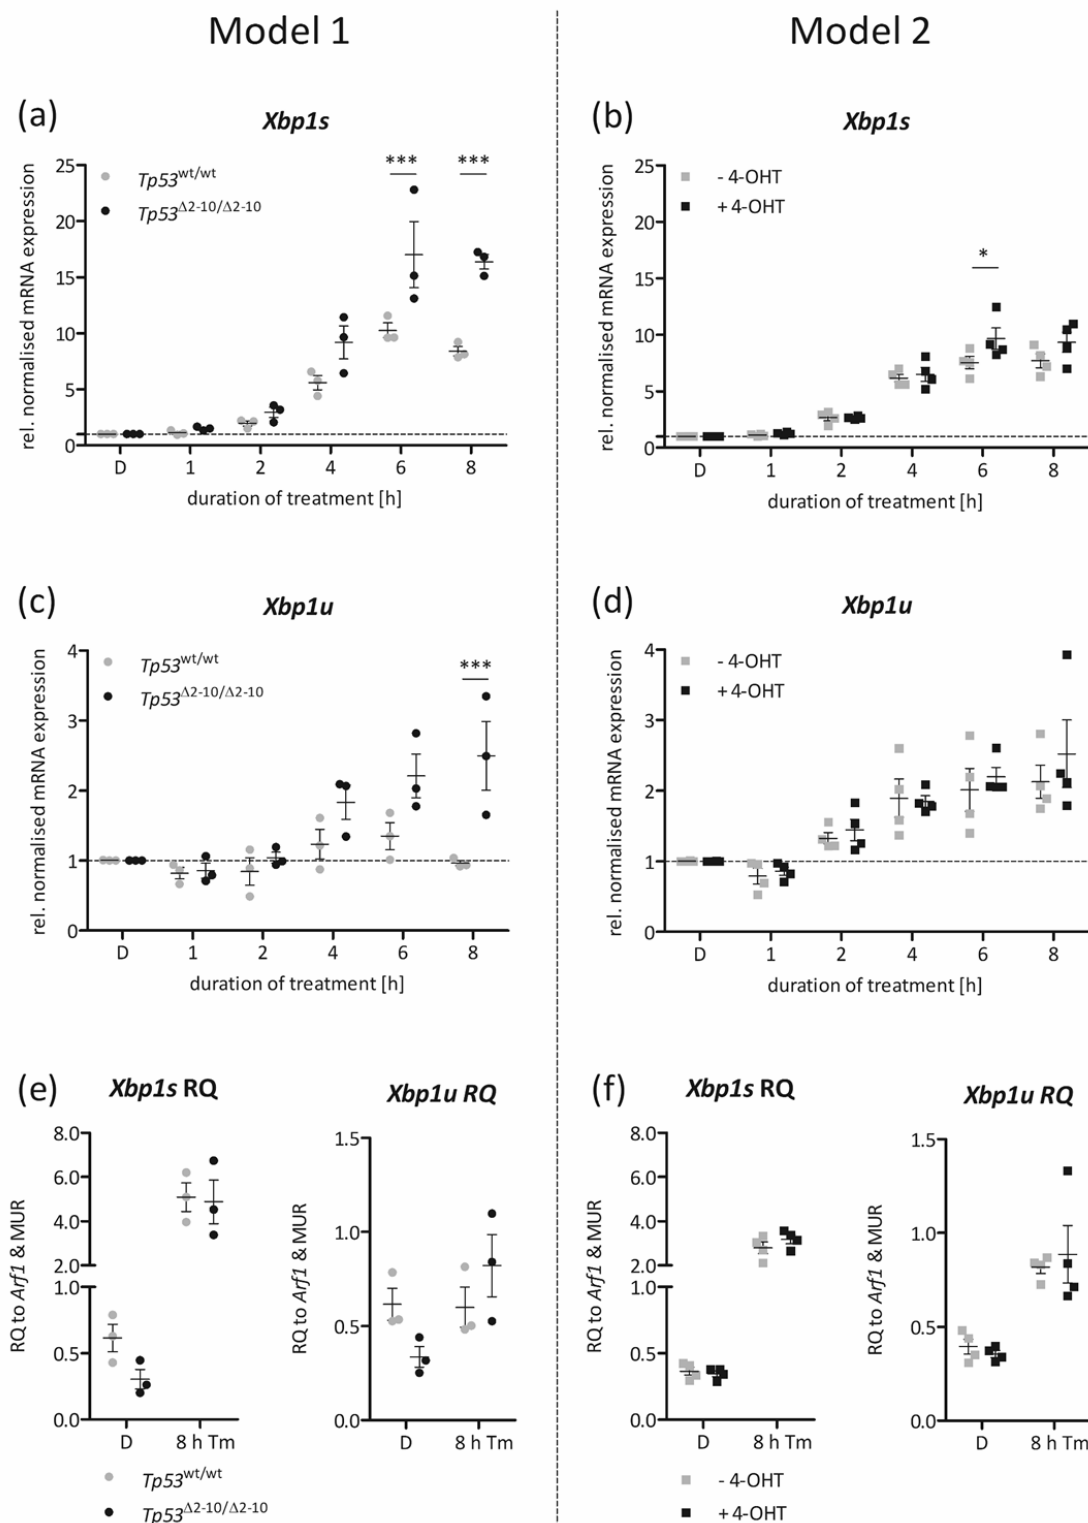 Model 1
Model 2
(a)
Xbp1s
rel. normalised mRNA expression
25
20
15
10
5
0
Tp53wt/wt
Tp53Δ2-10/Δ2-10
***
***
D 1 2 4 6 8
duration of treatment [h]
(b)
Xbp1s
rel. normalised mRNA expression
25
20
15
10
5
0
- 4-OHT
+ 4-OHT
*
D 1 2 4 6 8
duration of treatment [h]
(c)
Xbp1u
rel. normalised mRNA expression
4
3
2
1
0
Tp53wt/wt
Tp53Δ2-10/Δ2-10
***
D 1 2 4 6 8
duration of treatment [h]
(d)
Xbp1u
rel. normalised mRNA expression
4
3
2
1
0
- 4-OHT
+ 4-OHT
D 1 2 4 6 8
duration of treatment [h]
(e)
Xbp1s RQ
RQ to Arf1 & MUR
8.0
6.0
4.0
2.0
1.0
0.5
0.0
D 8 h Tm
Xbp1u RQ
RQ to Arf1 & MUR
1.5
1.0
0.5
0.0
D 8 h Tm
Tp53wt/wt
Tp53Δ2-10/Δ2-10
(f)
Xbp1s RQ
RQ to Arf1 & MUR
8.0
6.0
4.0
2.0
1.0
0.5
0.0
D 8 h Tm
Xbp1u RQ
RQ to Arf1 & MUR
1.5
1.0
0.5
0.0
D 8 h Tm
- 4-OHT
+ 4-OHT